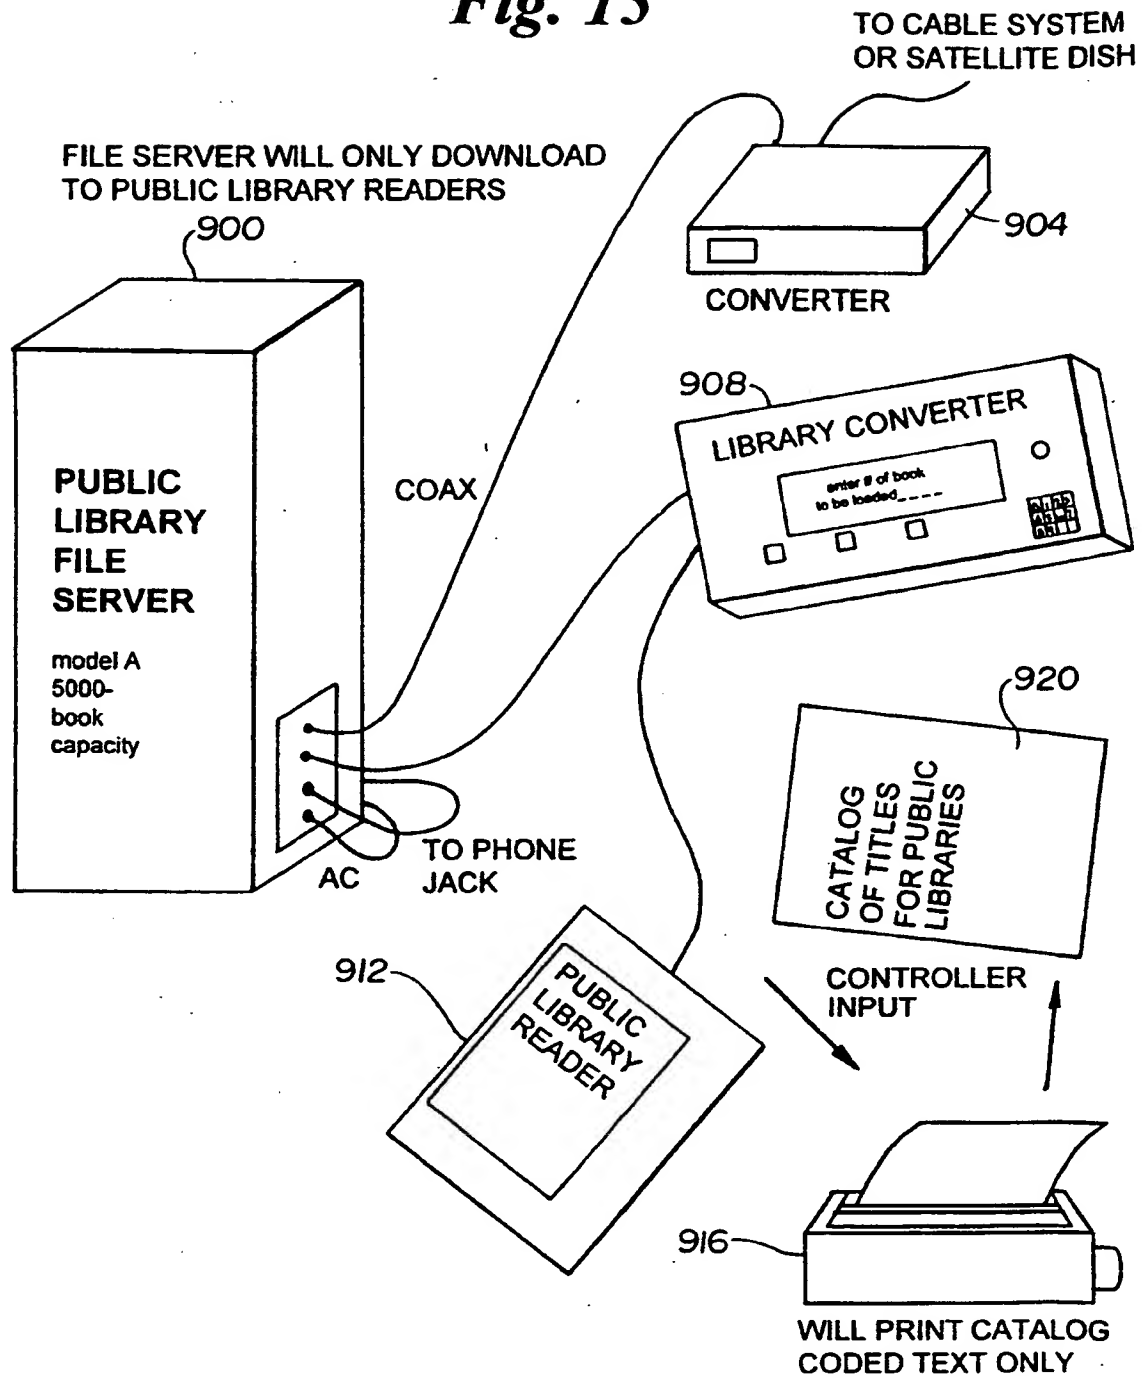 Fig. 15
TO CABLE SYSTEM
OR SATELLITE DISH
FILE SERVER WILL ONLY DOWNLOAD
TO PUBLIC LIBRARY READERS
900
904
CONVERTER
908
LIBRARY CONVERTER
enter # of book
to be loaded____
COAX
PUBLIC
LIBRARY
FILE
SERVER
model A
5000-
book
capacity
920
CATALOG
OF TITLES
FOR PUBLIC
LIBRARIES
TO PHONE
JACK
AC
912
PUBLIC
LIBRARY
READER
CONTROLLER
INPUT
916
WILL PRINT CATALOG
CODED TEXT ONLY